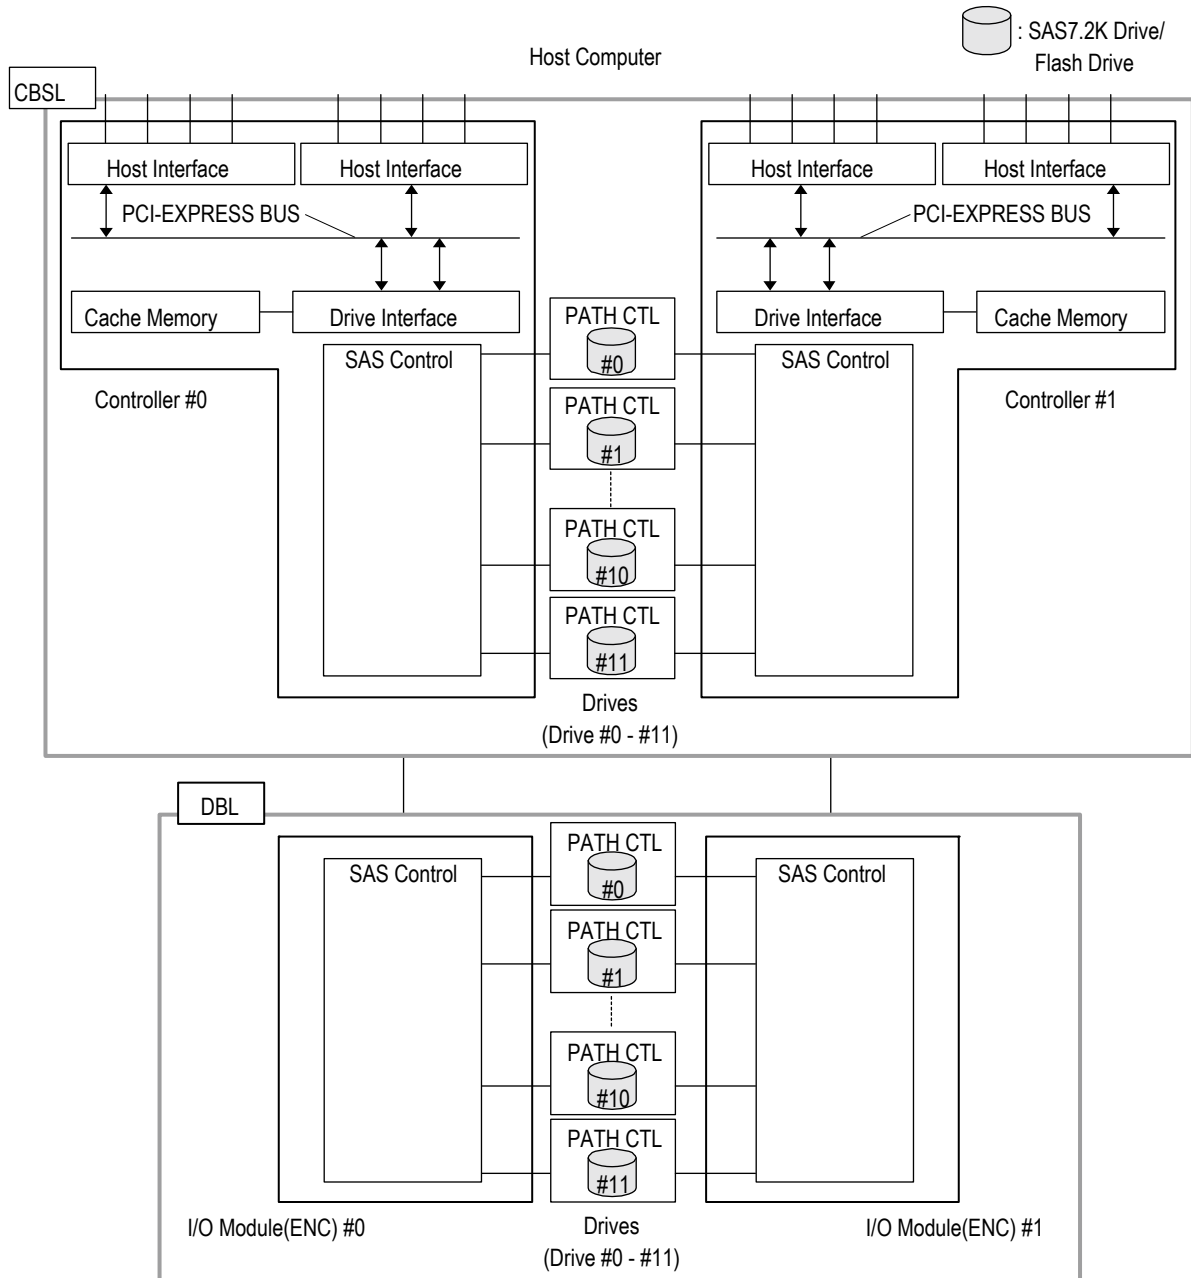 : SAS7.2K Drive/
Flash Drive
Host Computer
CBSL
Host Interface
Host Interface
Host Interface
Host Interface
PCI-EXPRESS BUS
PCI-EXPRESS BUS
Cache Memory
Drive Interface
PATH CTL
#0
Drive Interface
Cache Memory
SAS Control
SAS Control
Controller #0
Controller #1
PATH CTL
#1
PATH CTL
#10
PATH CTL
#11
Drives
(Drive #0 - #11)
DBL
PATH CTL
#0
SAS Control
SAS Control
PATH CTL
#1
PATH CTL
#10
PATH CTL
#11
I/O Module(ENC) #0
Drives
(Drive #0 - #11)
I/O Module(ENC) #1